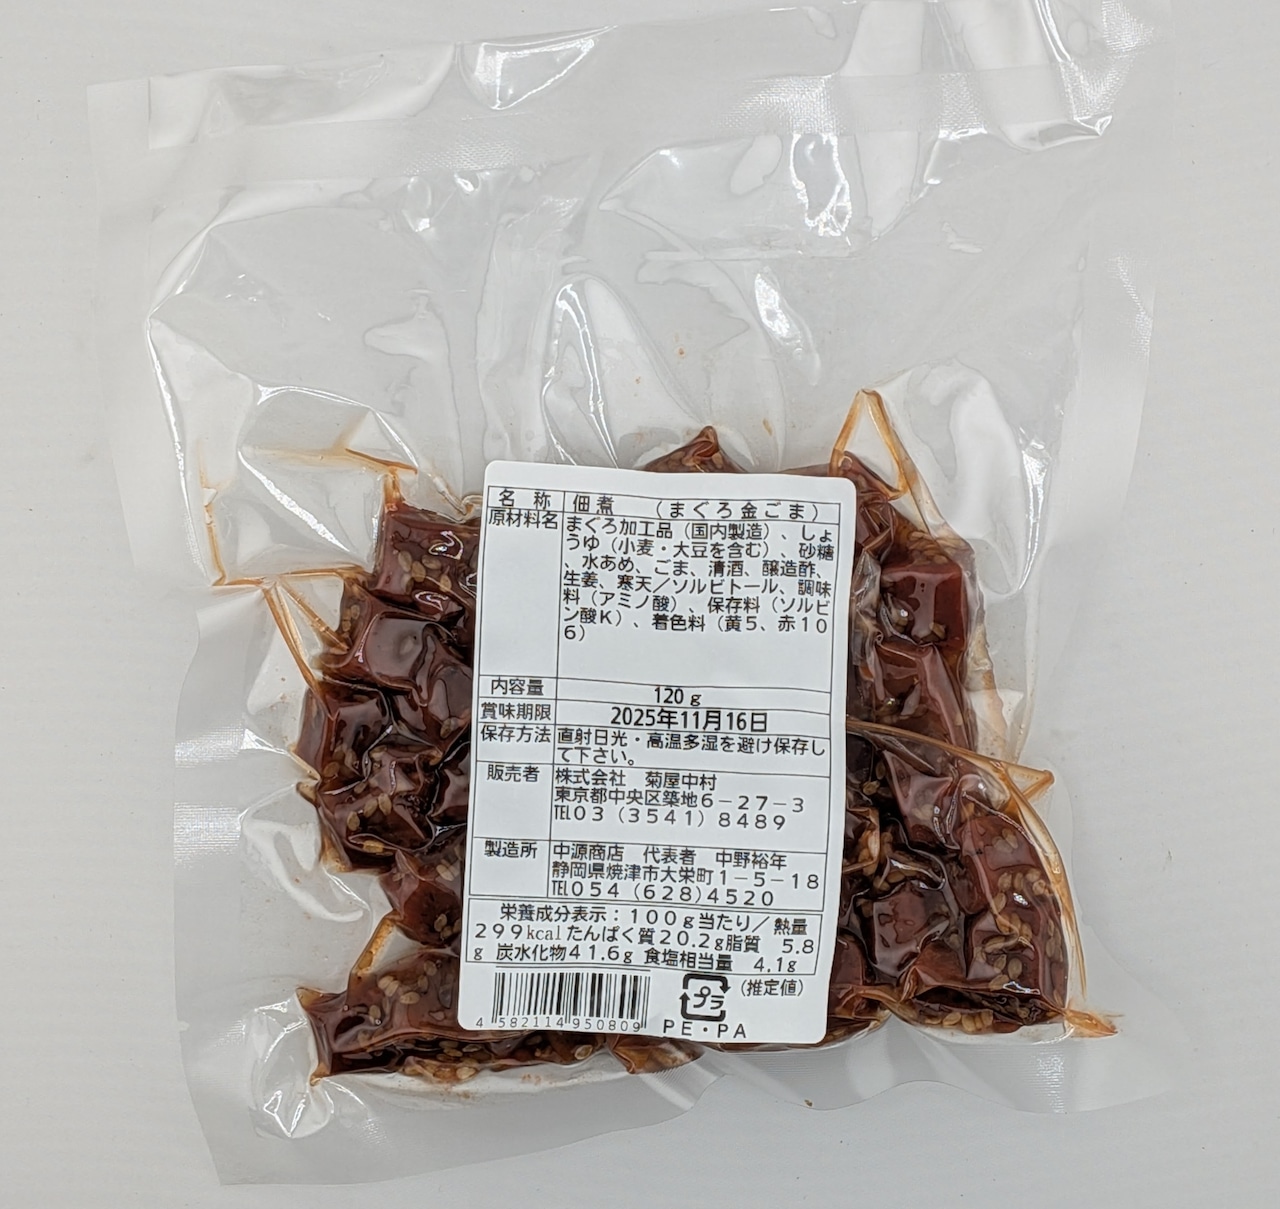 名 称 佃煮 （まぐろ金ごま）
原材料名 まぐろ加工品（国内製造）、しょ
うゆ（小麦・大豆を含む）、砂糖
、水あめ、ごま、清酒、醸造酢、
生姜、寒天／ソルビトール、調味
料（アミノ酸）、保存料（ソルビ
ン酸Ｋ）、着色料（黄５、赤１０
６）
内容量 120ｇ
賞味期限 2025年11月16日
保存方法 直射日光・高温多湿を避け保存し
て下さい。
販売者 株式会社 菊屋中村
東京都中央区築地６－２７－３
℡０３（３５４１）８４８９
製造所 中源商店 代表者 中野裕年
静岡県焼津市大栄町１－５－１８
℡０５４（６２８）４５２０
栄養成分表示：１００ｇ当たり／熱量
２９９kcalたんぱく質２０.２ｇ脂質 ５.８
ｇ 炭水化物４１.６ｇ 食塩相当量 ４.１ｇ
（推定値）
プラ
4 582114 950809
ＰＥ・ＰＡ